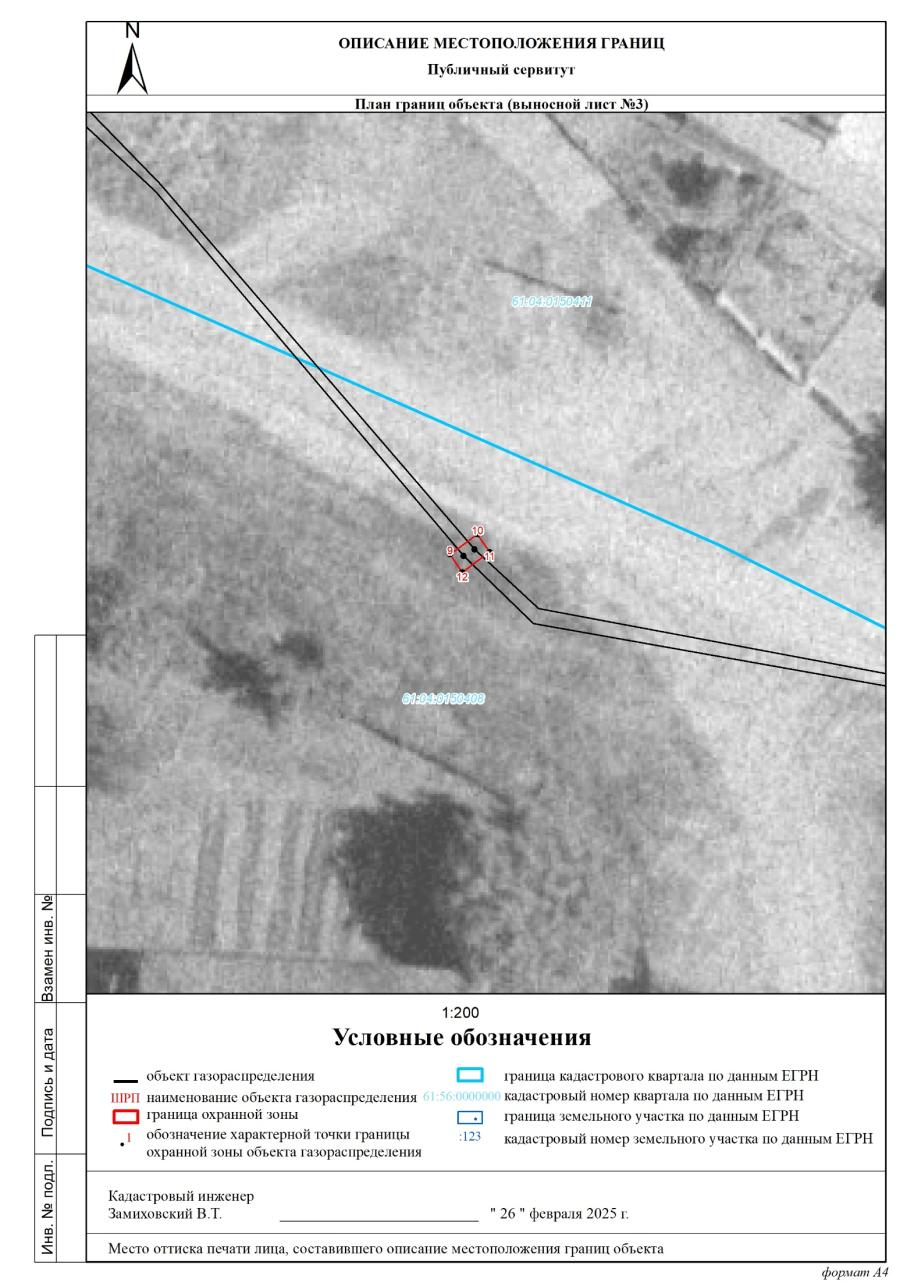 N
ОПИСАНИЕ МЕСТОПОЛОЖЕНИЯ ГРАНИЦ
Публичный сервитут
План границ объекта (выносной лист №3)
61:04:0150411
10
9
11
12
61:04:0150408
1:200
Условные обозначения
объект газораспределения
ШРП наименование объекта газораспределения
граница охранной зоны
1 обозначение характерной точки границы
охранной зоны объекта газораспределения
граница кадастрового квартала по данным ЕГРН
61:56:0000000 кадастровый номер квартала по данным ЕГРН
граница земельного участка по данным ЕГРН
:123 кадастровый номер земельного участка по данным ЕГРН
Кадастровый инженер
Замиховский В.Т. " 26 " февраля 2025 г.
Место оттиска печати лица, составившего описание местоположения границ объекта
Взамен инв. №
Подпись и дата
Инв. № подл.
формат А4